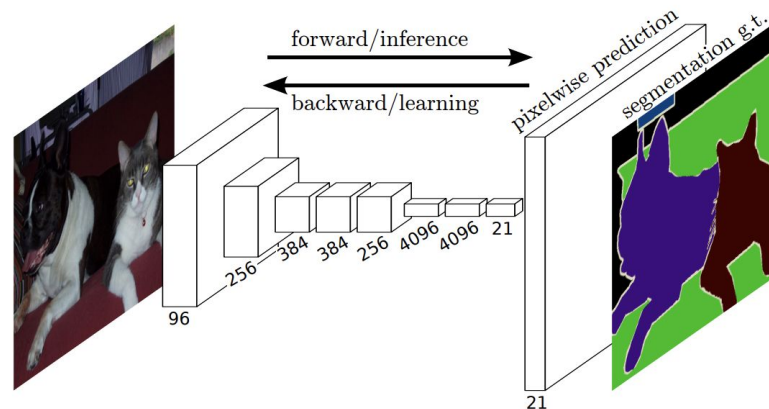 forward/inference
backward/learning
pixelwise prediction
segmentation g.t.
96
256
384
384
256
4096
4096
21
21